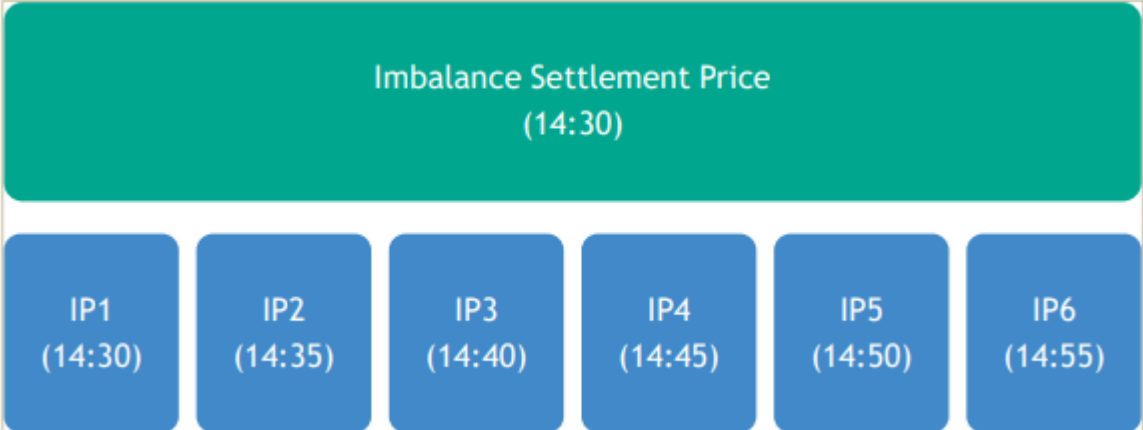 Imbalance Settlement Price
(14:30)
IP1
(14:30)
IP2
(14:35)
IP3
(14:40)
IP4
(14:45)
IP5
(14:50)
IP6
(14:55)